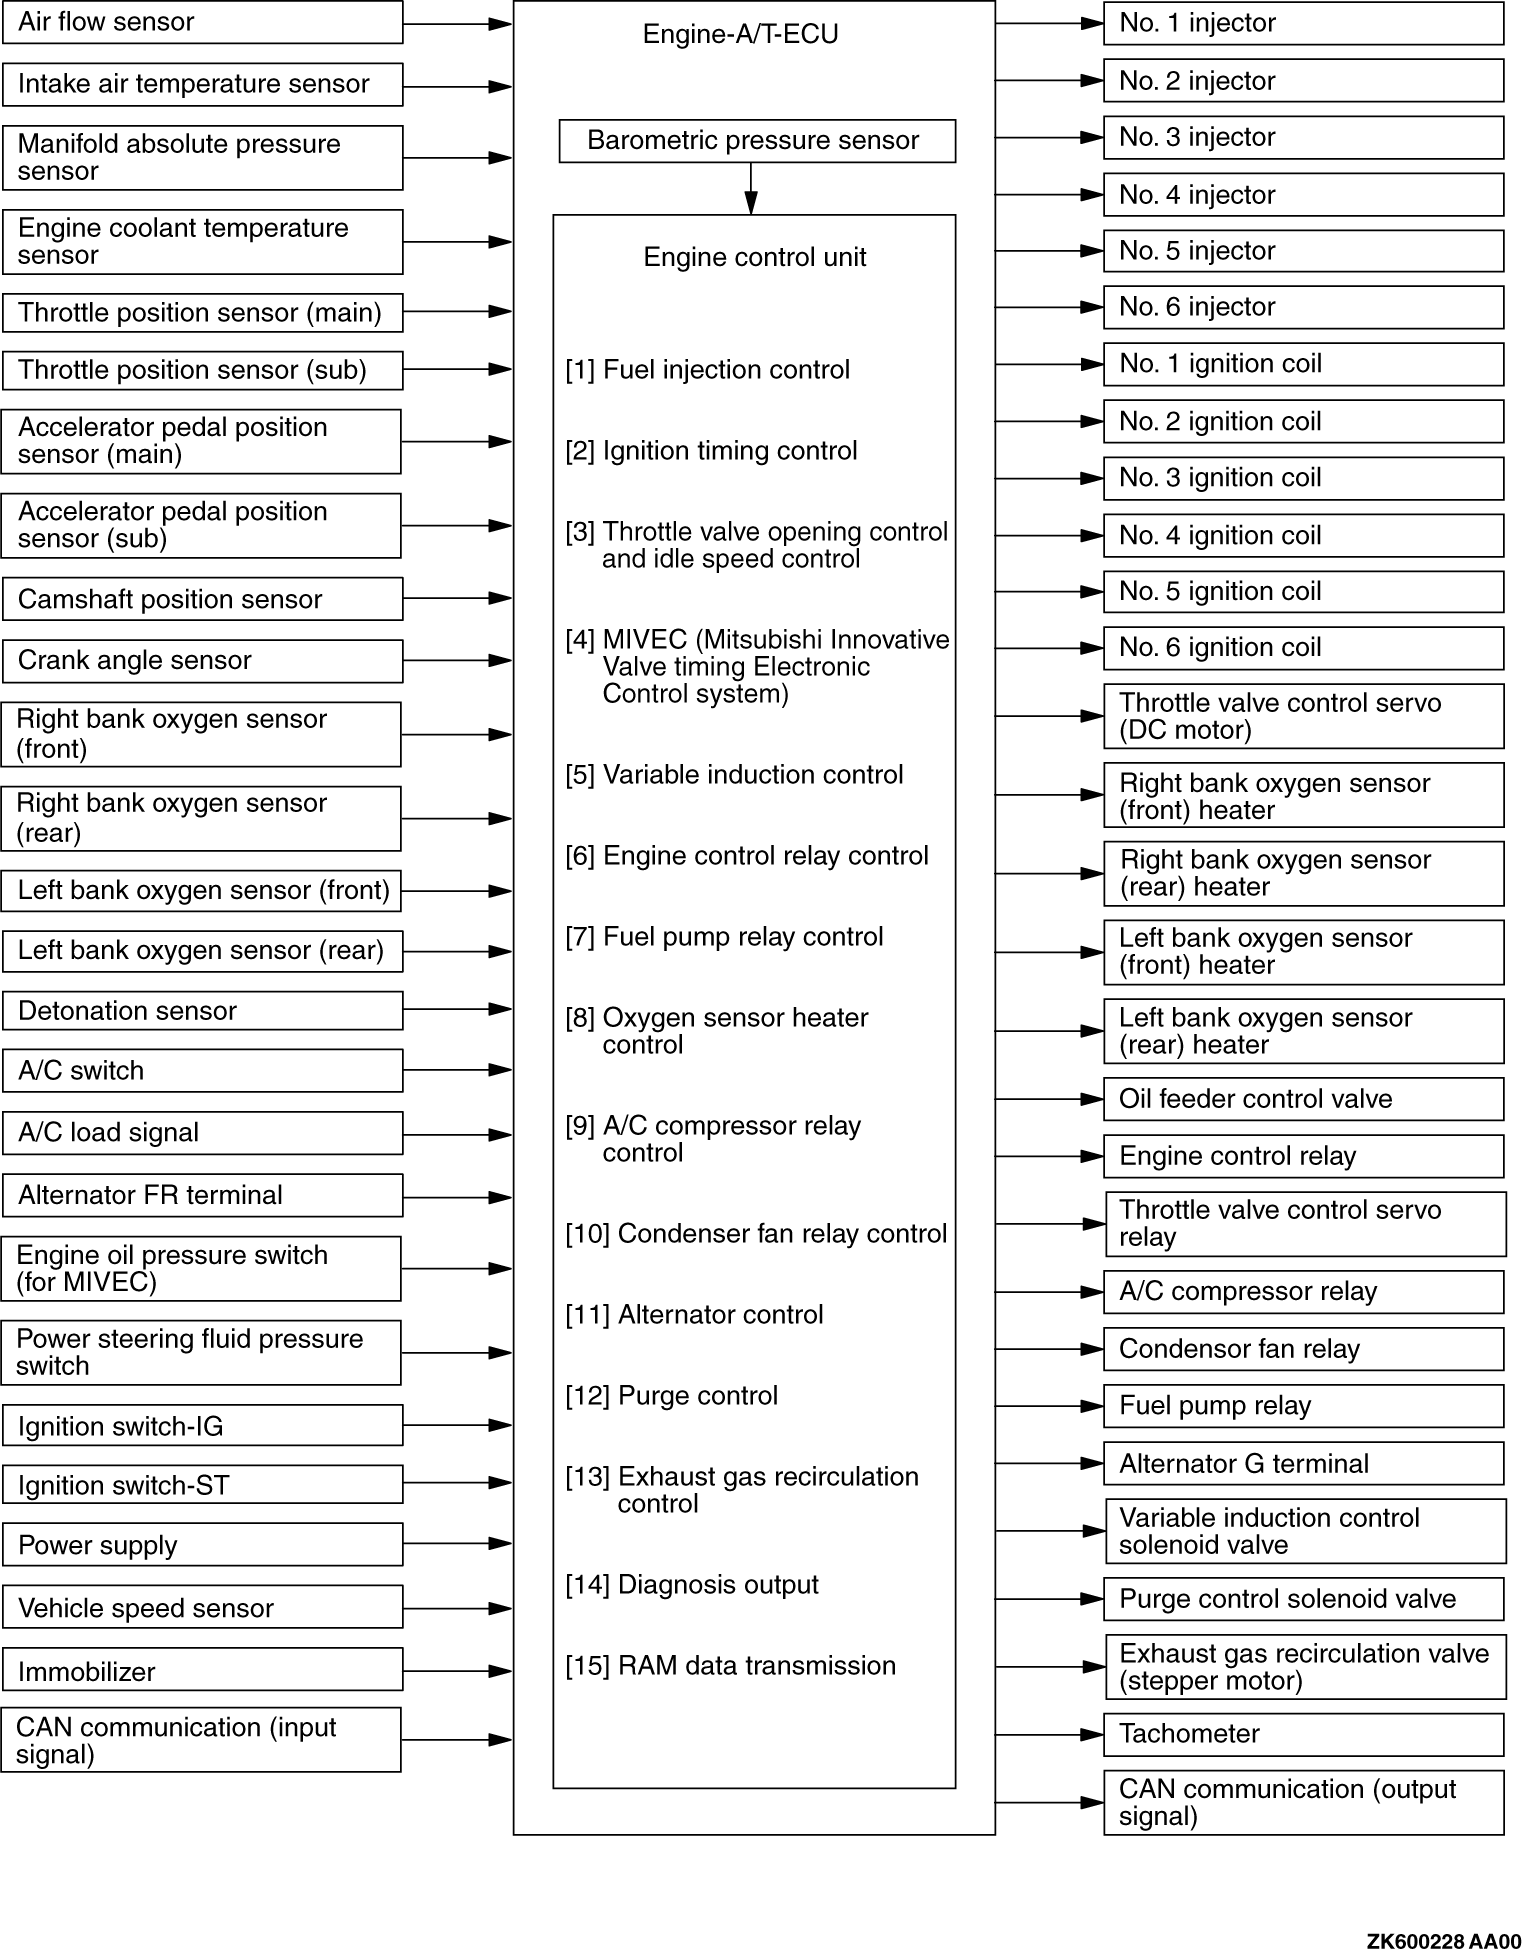 Air flow sensor
Intake air temperature sensor
Manifold absolute pressure
sensor
Engine coolant temperature
sensor
Throttle position sensor (main)
Throttle position sensor (sub)
Accelerator pedal position
sensor (main)
Accelerator pedal position
sensor (sub)
Camshaft position sensor
Crank angle sensor
Right bank oxygen sensor
(front)
Right bank oxygen sensor
(rear)
Left bank oxygen sensor (front)
Left bank oxygen sensor (rear)
Detonation sensor
A/C switch
A/C load signal
Alternator FR terminal
Engine oil pressure switch
(for MIVEC)
Power steering fluid pressure
switch
Ignition switch-IG
Ignition switch-ST
Power supply
Vehicle speed sensor
Immobilizer
CAN communication (input
signal)
Engine-A/T-ECU
Barometric pressure sensor
Engine control unit
[1] Fuel injection control
[2] Ignition timing control
[3] Throttle valve opening control
and idle speed control
[4] MIVEC (Mitsubishi Innovative
Valve timing Electronic
Control system)
[5] Variable induction control
[6] Engine control relay control
[7] Fuel pump relay control
[8] Oxygen sensor heater
control
[9] A/C compressor relay
control
[10] Condenser fan relay control
[11] Alternator control
[12] Purge control
[13] Exhaust gas recirculation
control
[14] Diagnosis output
[15] RAM data transmission
No. 1 injector
No. 2 injector
No. 3 injector
No. 4 injector
No. 5 injector
No. 6 injector
No. 1 ignition coil
No. 2 ignition coil
No. 3 ignition coil
No. 4 ignition coil
No. 5 ignition coil
No. 6 ignition coil
Throttle valve control servo
(DC motor)
Right bank oxygen sensor
(front) heater
Right bank oxygen sensor
(rear) heater
Left bank oxygen sensor
(front) heater
Left bank oxygen sensor
(rear) heater
Oil feeder control valve
Engine control relay
Throttle valve control servo
relay
A/C compressor relay
Condensor fan relay
Fuel pump relay
Alternator G terminal
Variable induction control
solenoid valve
Purge control solenoid valve
Exhaust gas recirculation valve
(stepper motor)
Tachometer
CAN communication (output
signal)
ZK600228 AA00